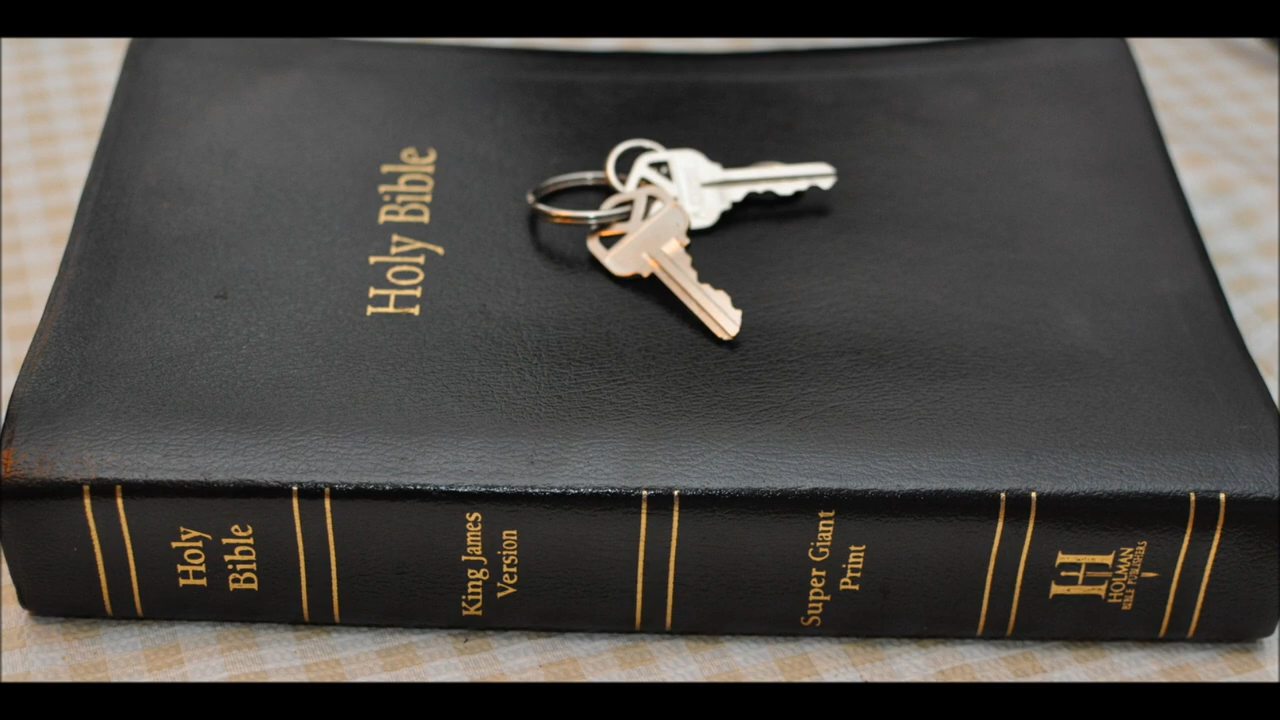 Holy Bible
Holy
Bible
King James
Version
Super Giant
Print
HOLMAN
BIBLE PUBLISHERS